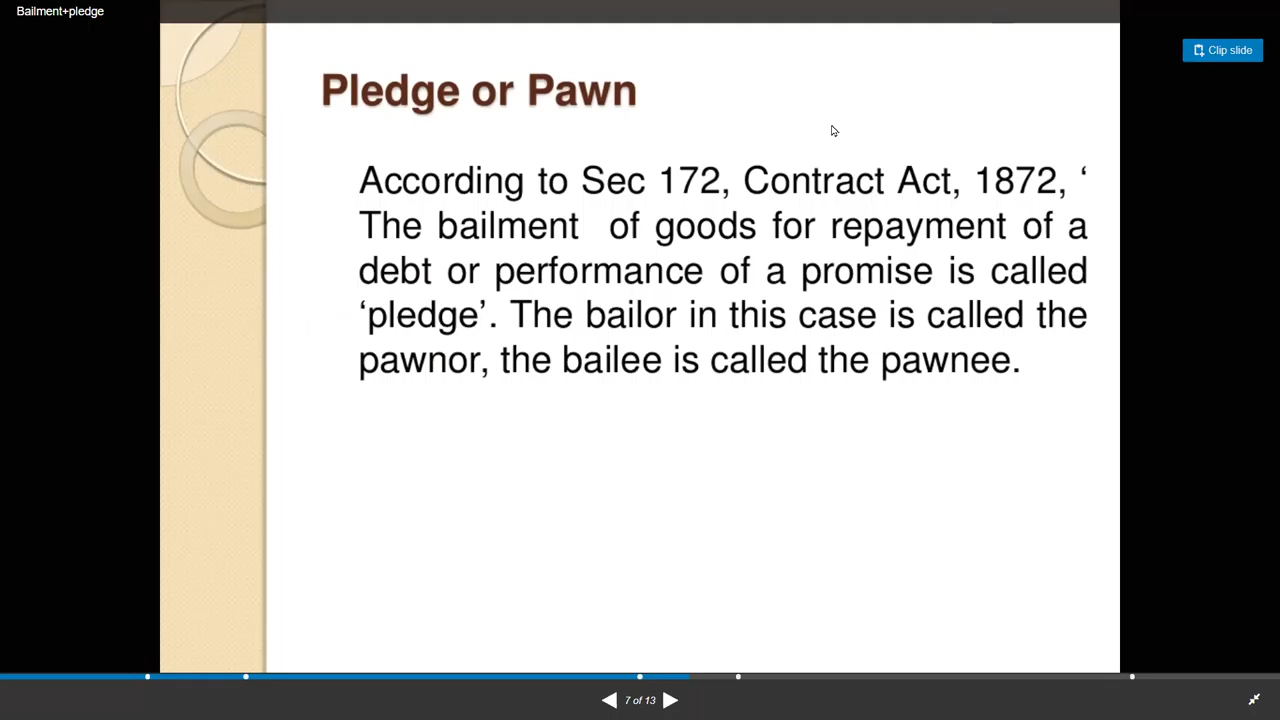 Bailment+pledge
Clip slide
Pledge or Pawn
According to Sec 172, Contract Act, 1872, ‘
The bailment of goods for repayment of a
debt or performance of a promise is called
‘pledge’. The bailor in this case is called the
pawnor, the bailee is called the pawnee.
7 of 13